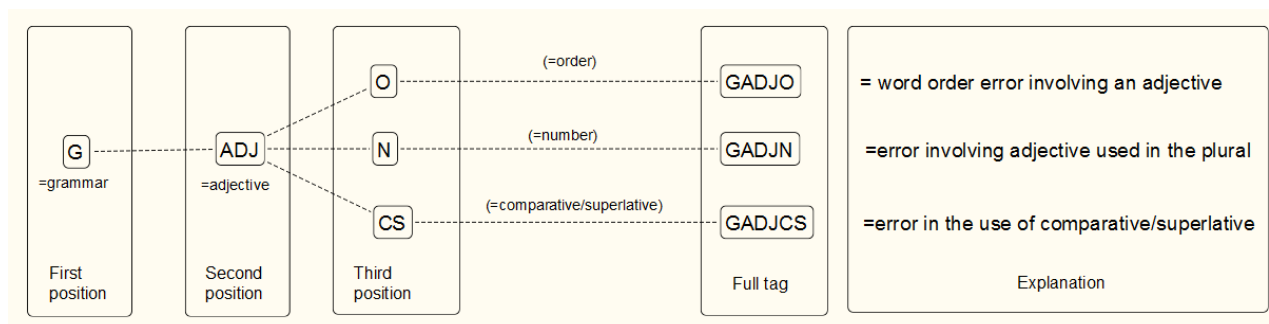 (=order)
O
GADJO
= word order error involving an adjective
(=number)
G
ADJ
N
GADJN
=error involving adjective used in the plural
=grammar
=adjective
(=comparative/superlative)
CS
GADJCS
=error in the use of comparative/superlative
First
position
Second
position
Third
position
Full tag
Explanation